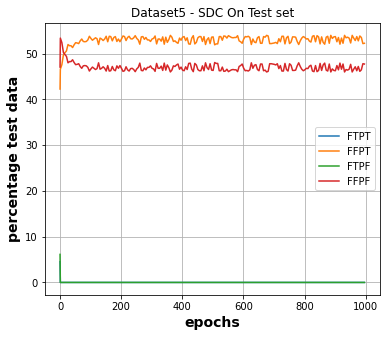 Dataset5 - SDC On Test set
percentage test data
50
40
30
20
10
0
FTPT
FFPT
FTPF
FFPF
0 200 400 600 800 1000
epochs